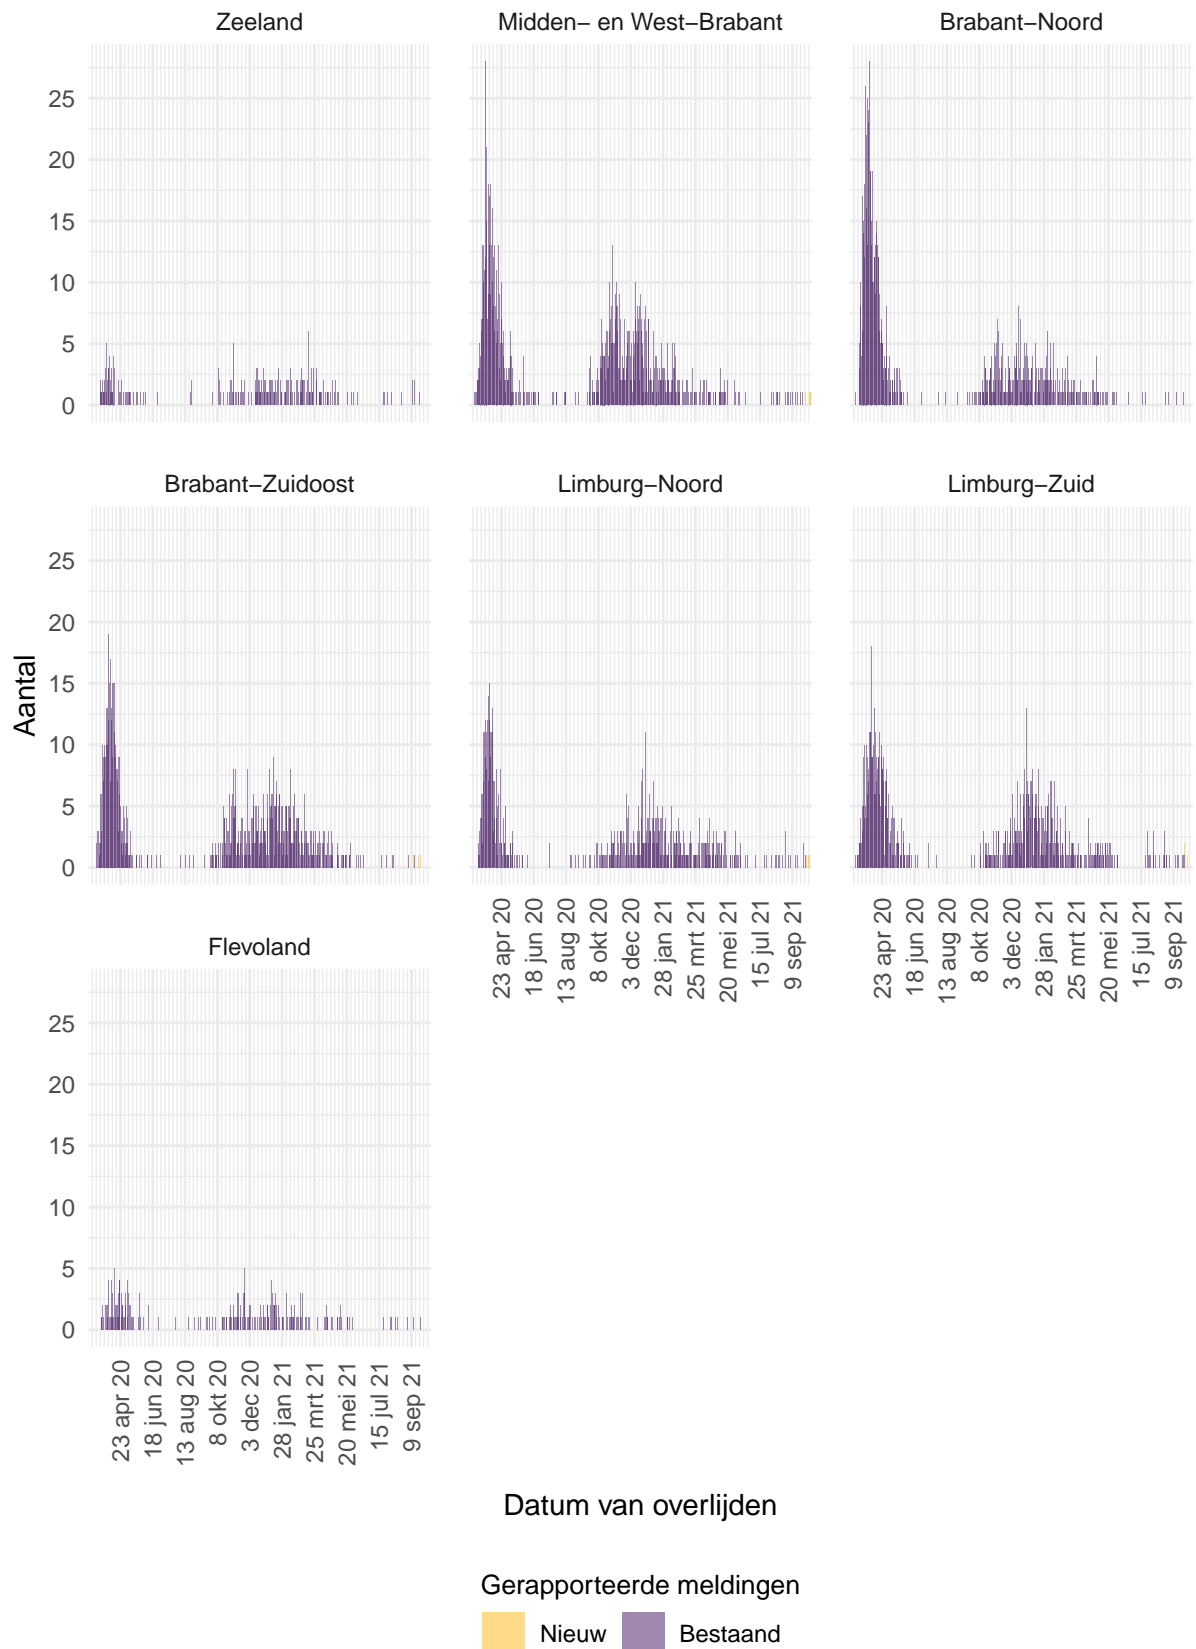 Zeeland
Midden− en West−Brabant
Brabant−Noord
25
20
15
10
5
0
Brabant−Zuidoost
Limburg−Noord
Limburg−Zuid
25
20
15
10
5
0
Aantal
23 apr 20
18 jun 20
13 aug 20
8 okt 20
3 dec 20
28 jan 21
25 mrt 21
20 mei 21
15 jul 21
9 sep 21
23 apr 20
18 jun 20
13 aug 20
8 okt 20
3 dec 20
28 jan 21
25 mrt 21
20 mei 21
15 jul 21
9 sep 21
Flevoland
25
20
15
10
5
0
23 apr 20
18 jun 20
13 aug 20
8 okt 20
3 dec 20
28 jan 21
25 mrt 21
20 mei 21
15 jul 21
9 sep 21
Datum van overlijden
Gerapporteerde meldingen
Nieuw Bestaand